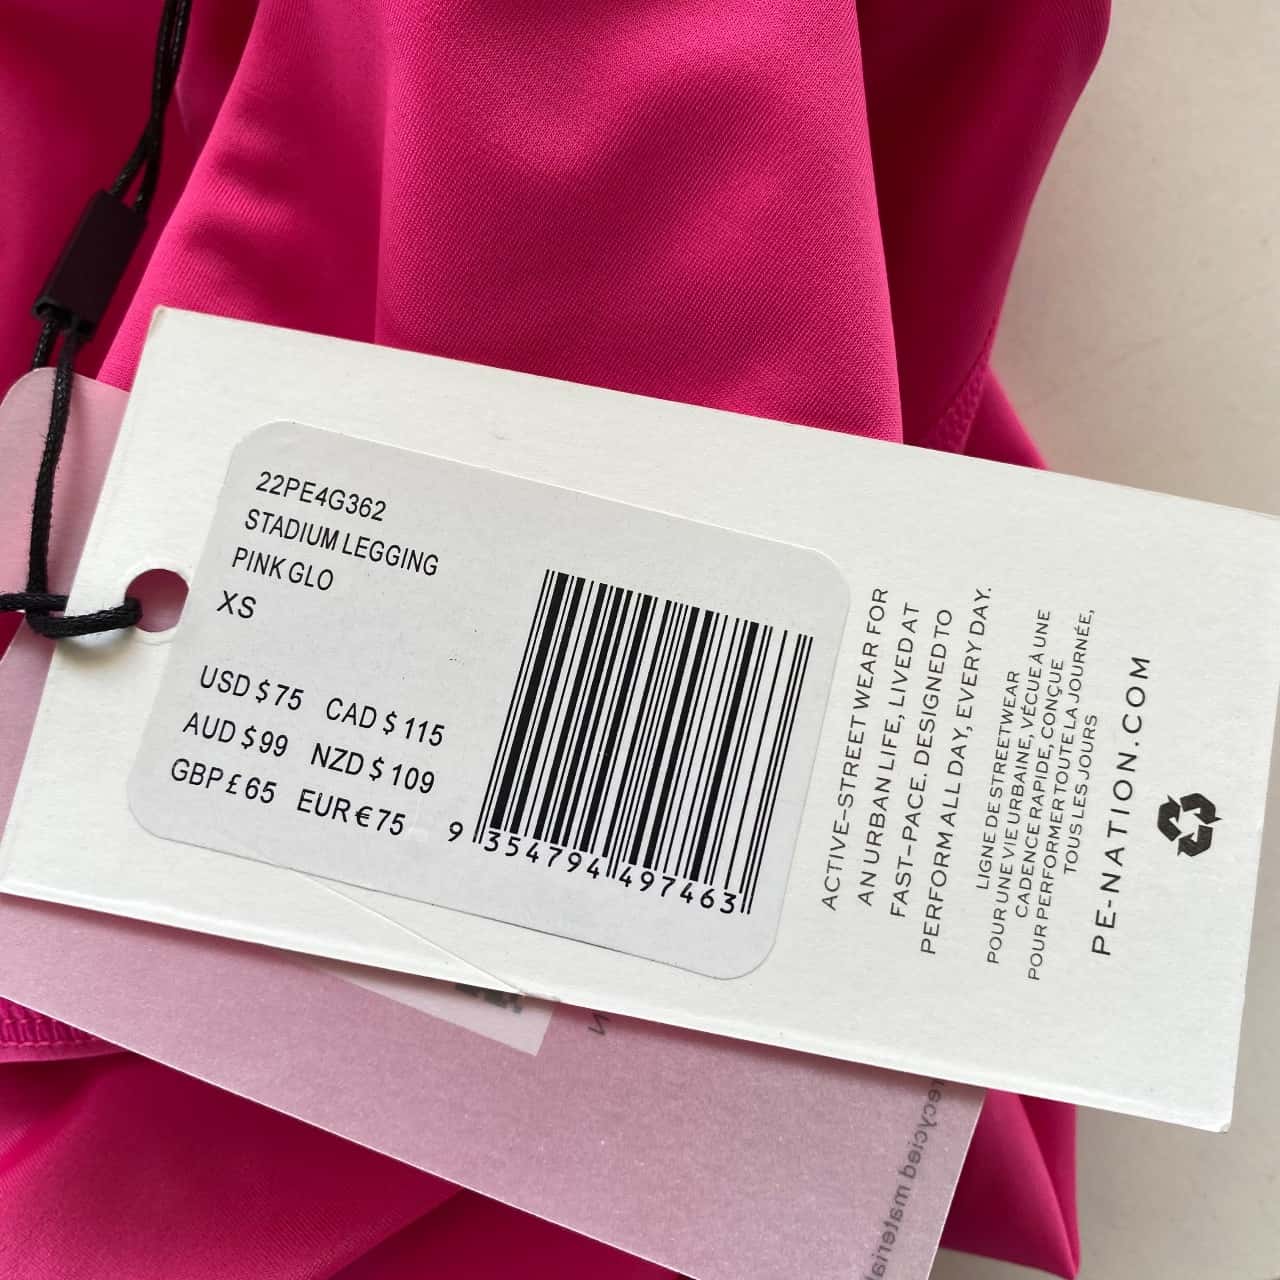 22PE4G362
STADIUM LEGGING
PINK GLO
XS
USD $ 75 CAD $ 115
AUD $ 99 NZD $ 109
GBP £ 65 EUR € 75
9 354794 497463
ACTIVE-STREETWEAR FOR
AN URBAN LIFE, LIVED AT
FAST-PACE. DESIGNED TO
PERFORM ALL DAY, EVERY DAY.
LIGNE DE STREETWEAR
POUR UNE VIE URBAINE, VÉCUE À UNE
CADENCE RAPIDE, CONÇUE
POUR PERFORMER TOUTE LA JOURNÉE,
TOUS LES JOURS
PE-NATION.COM
recycled material